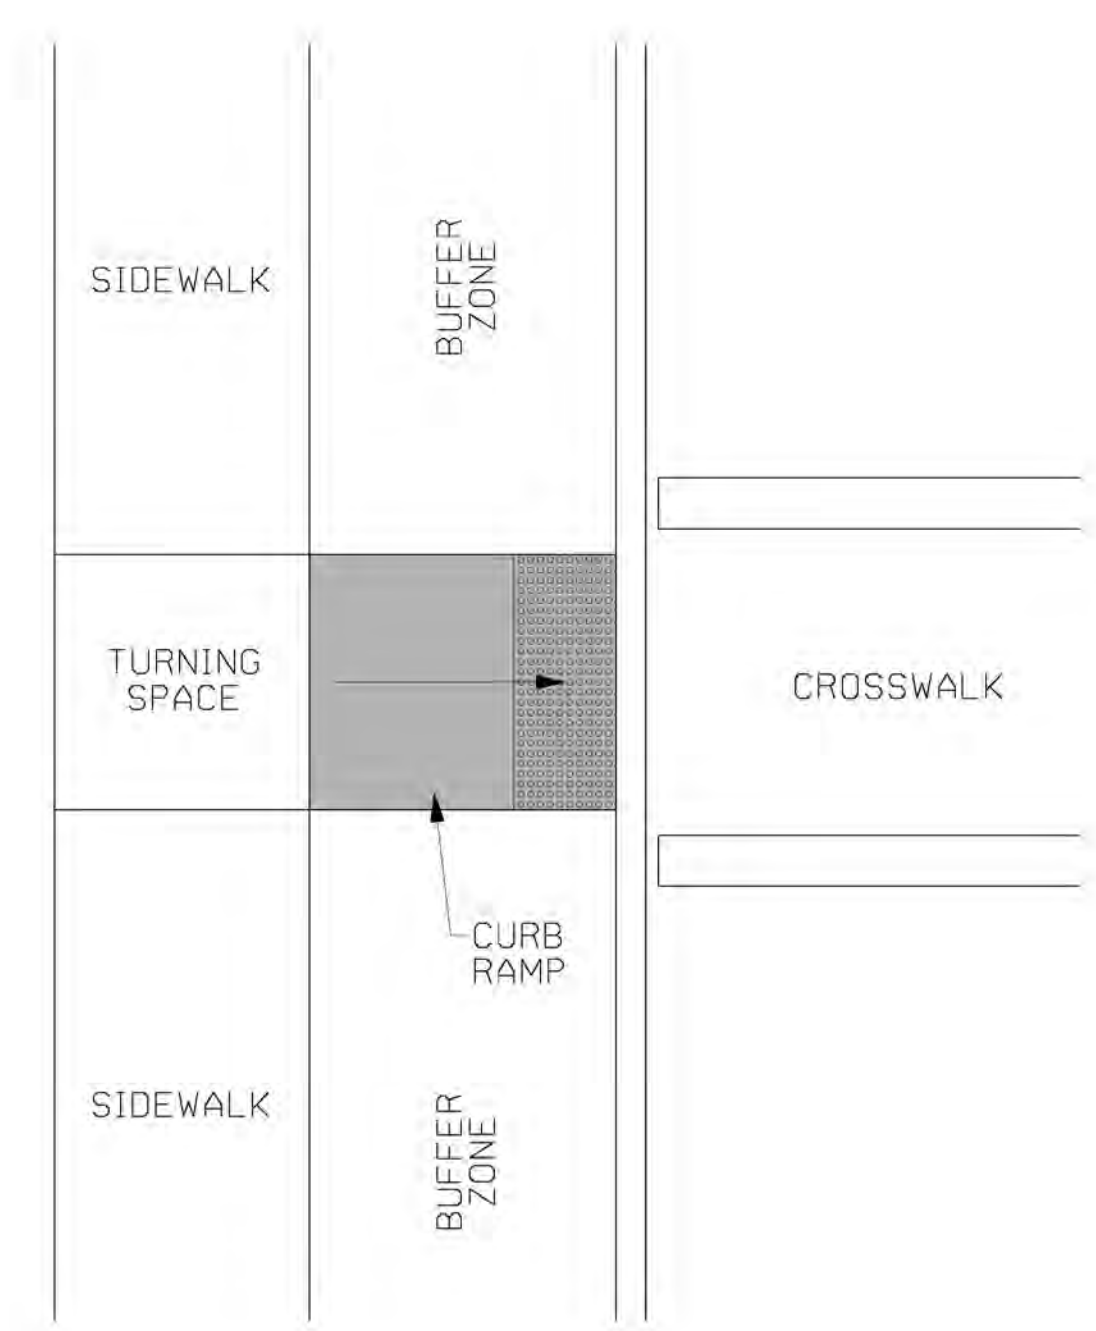 SIDEWALK
BUFFER
ZONE
TURNING
SPACE
CROSSWALK
CURB
RAMP
SIDEWALK
BUFFER
ZONE